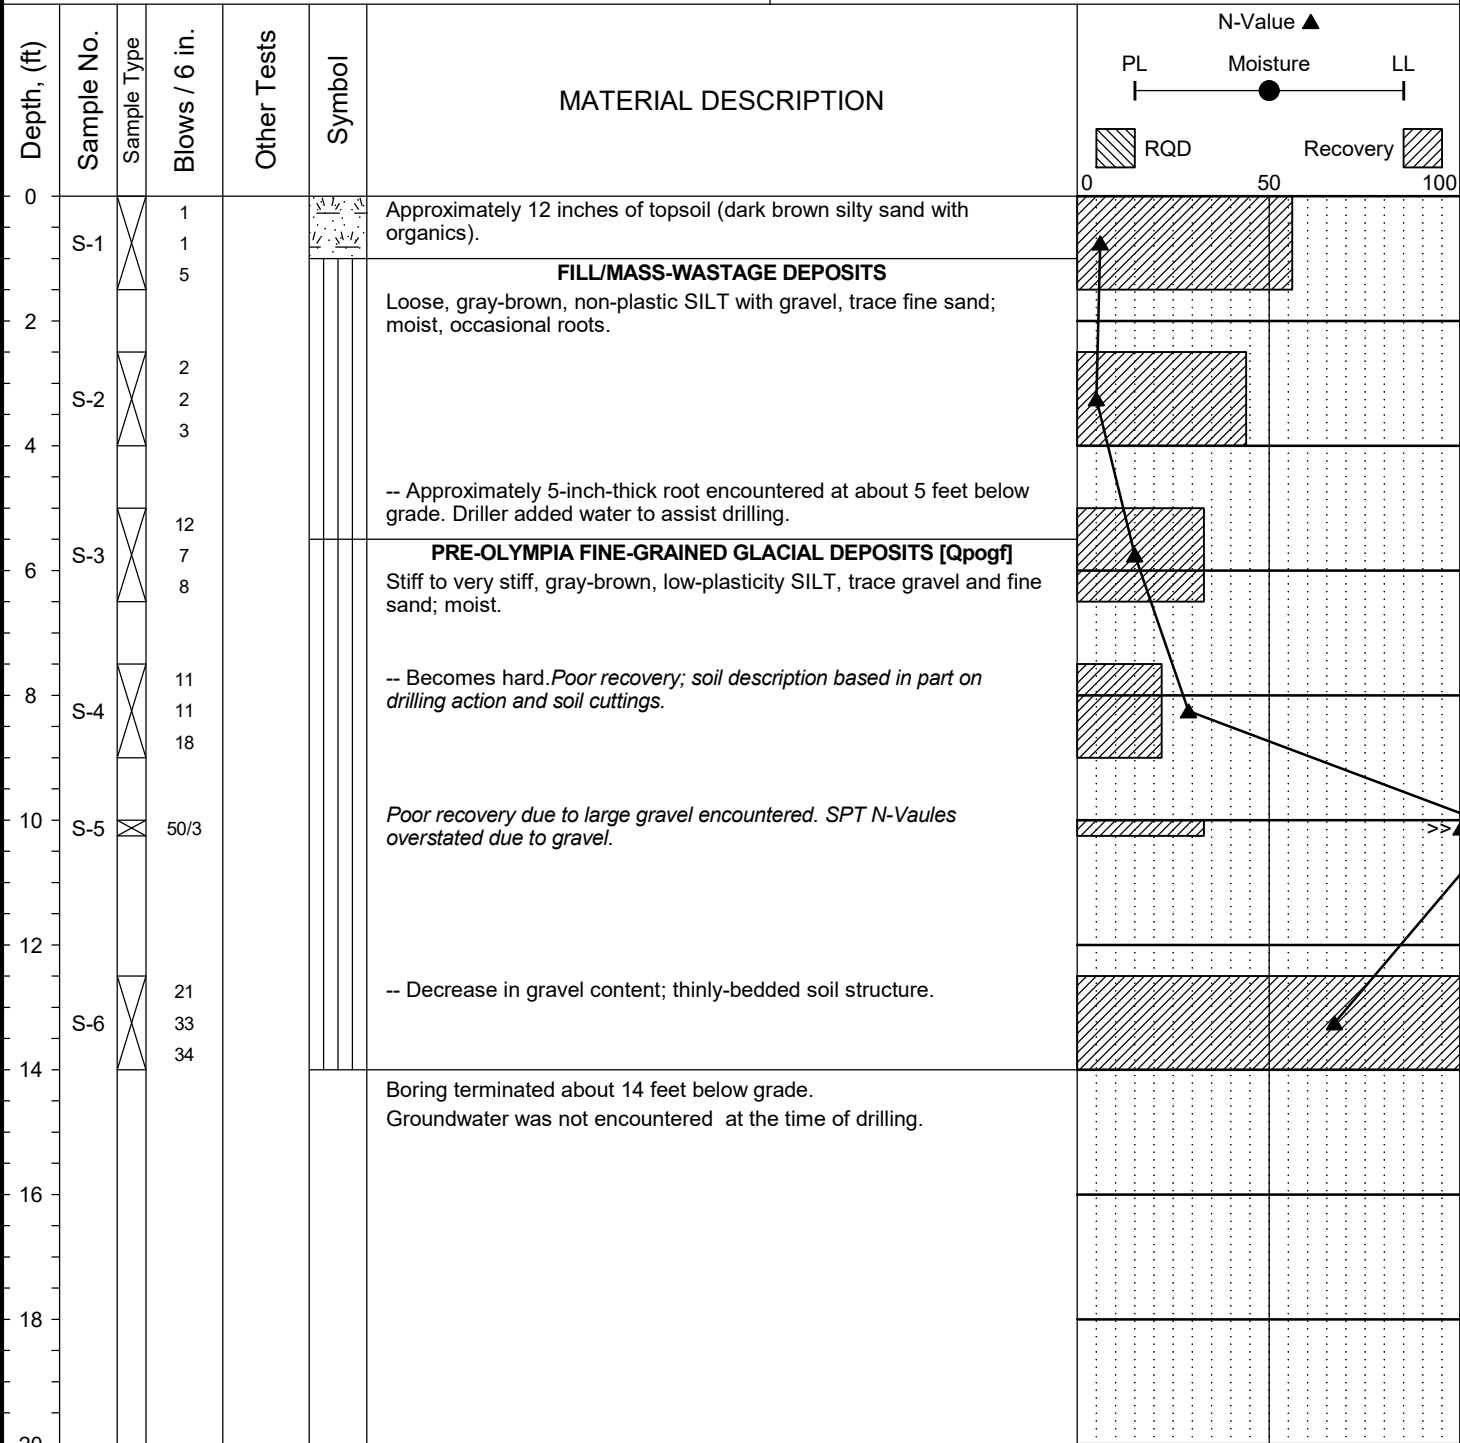 Depth, (ft)
Sample No.
Sample Type
Blows / 6 in.
Other Tests
Symbol
MATERIAL DESCRIPTION
N-Value ▲
PL Moisture LL
RQD Recovery
0 50 100
0
Approximately 12 inches of topsoil (dark brown silty sand with
organics).
S-1
1
1
5
FILL/MASS-WASTAGE DEPOSITS
Loose, gray-brown, non-plastic SILT with gravel, trace fine sand;
moist, occasional roots.
2
S-2
2
2
3
4
-- Approximately 5-inch-thick root encountered at about 5 feet below
grade. Driller added water to assist drilling.
S-3
12
7
8
PRE-OLYMPIA FINE-GRAINED GLACIAL DEPOSITS [Qpogf]
6
Stiff to very stiff, gray-brown, low-plasticity SILT, trace gravel and fine
sand; moist.
-- Becomes hard.Poor recovery; soil description based in part on
drilling action and soil cuttings.
8
S-4
11
11
18
10
S-5
50/3
Poor recovery due to large gravel encountered. SPT N-Vaules
overstated due to gravel.
>>
12
S-6
21
33
34
-- Decrease in gravel content; thinly-bedded soil structure.
14
Boring terminated about 14 feet below grade.
Groundwater was not encountered at the time of drilling.
16
18
20